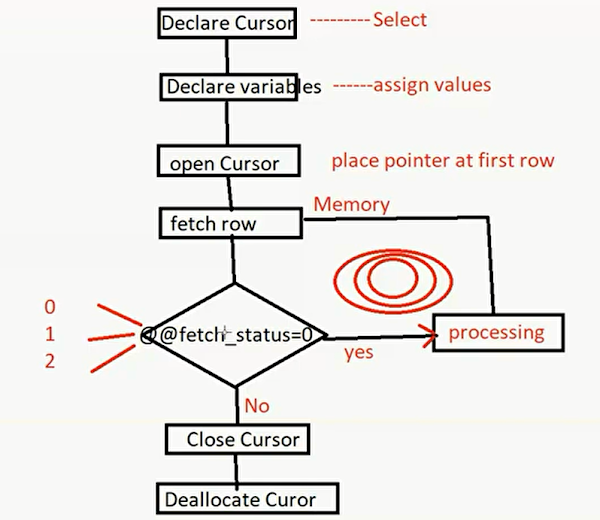 Declare Cursor
--------- Select
Declare variables
------assign values
open Cursor
place pointer at first row
fetch row
Memory
0
1
2
@@fetch_status=0
yes
processing
No
Close Cursor
Deallocate Curor